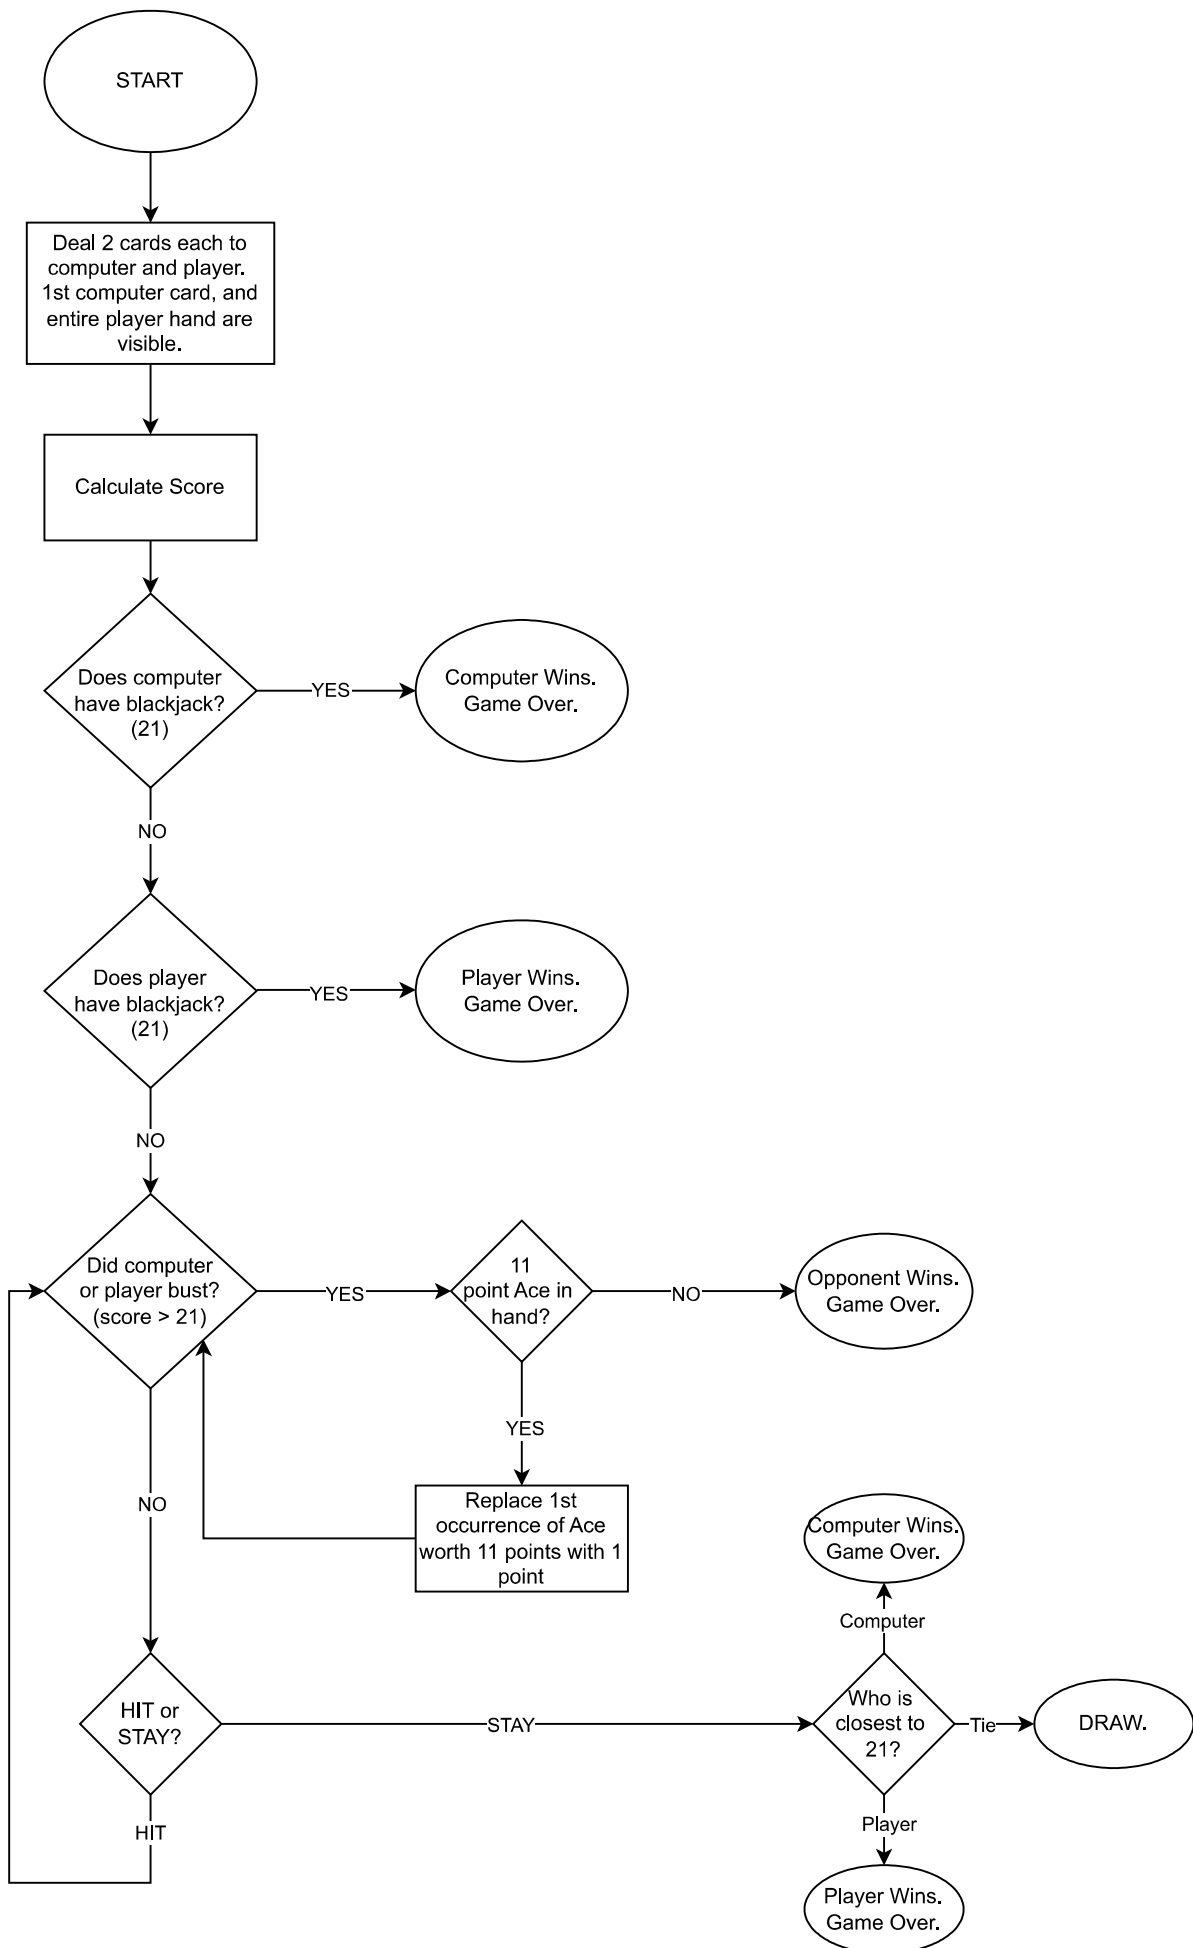 START
Deal 2 cards each to
computer and player.
1st computer card, and
entire player hand are
visible.
Calculate Score
Does computer
have blackjack?
(21)
YES
Computer Wins.
Game Over.
NO
Does player
have blackjack?
(21)
YES
Player Wins.
Game Over.
NO
Did computer
or player bust?
(score > 21)
YES
11
point Ace in
hand?
NO
Opponent Wins.
Game Over.
YES
NO
Replace 1st
occurrence of Ace
worth 11 points with 1
point
Computer Wins.
Game Over.
Computer
HIT or
STAY?
STAY
Who is
closest to
21?
Tie
DRAW.
HIT
Player
Player Wins.
Game Over.